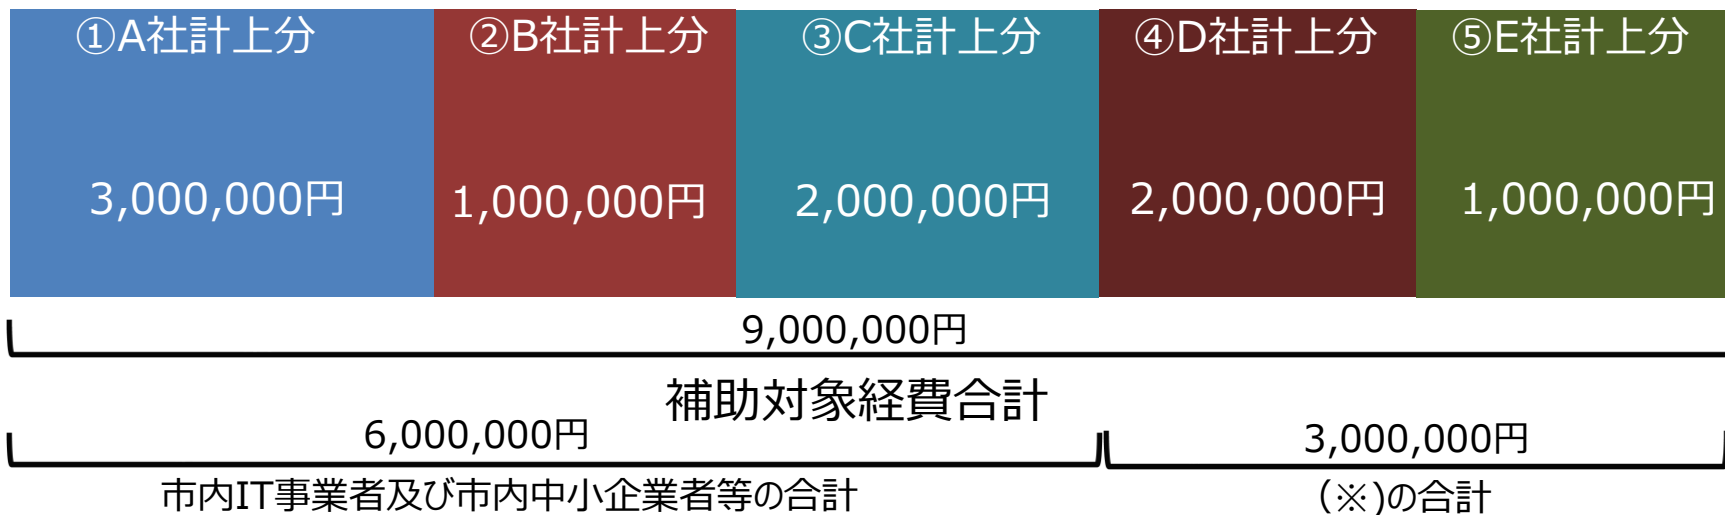 ①A社計上分 ②B社計上分 ③C社計上分 ④D社計上分 ⑤E社計上分
3,000,000円 1,000,000円 2,000,000円 2,000,000円 1,000,000円
9,000,000円
補助対象経費合計
6,000,000円 3,000,000円
市内IT事業者及び市内中小企業者等の合計 (※)の合計